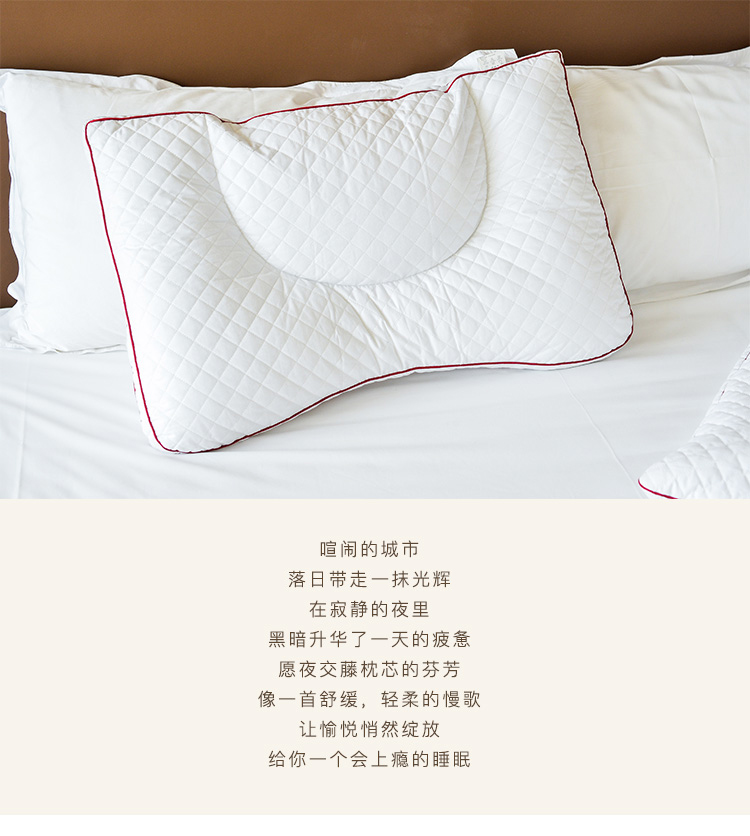 喧闹的城市
落日带走一抹光辉
在寂静的夜里
黑暗升华了一天的疲惫
愿夜交藤枕芯的芬芳
像一首舒缓，轻柔的慢歌
让愉悦悄然绽放
给你一个会上瘾的睡眠